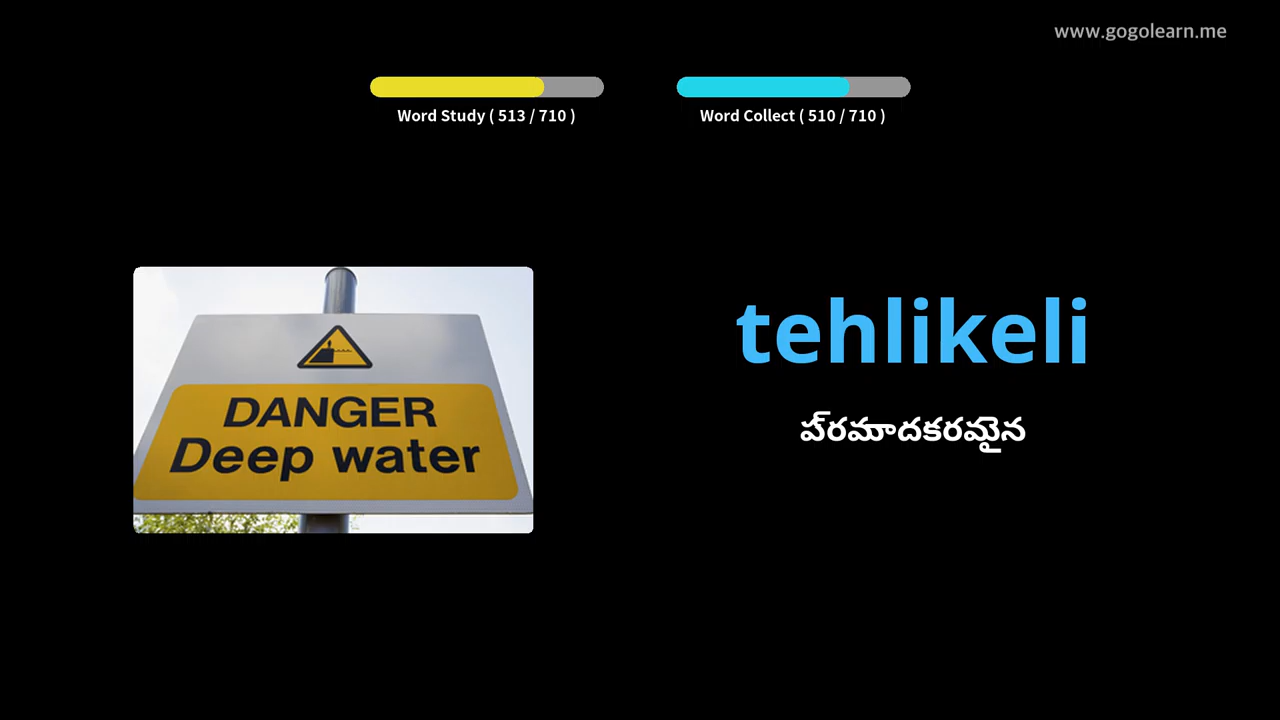 www.gogolearn.me
Word Study ( 513 / 710 )
Word Collect ( 510 / 710 )
DANGER
Deep water
tehlikeli
ప్రమాదకరమైన